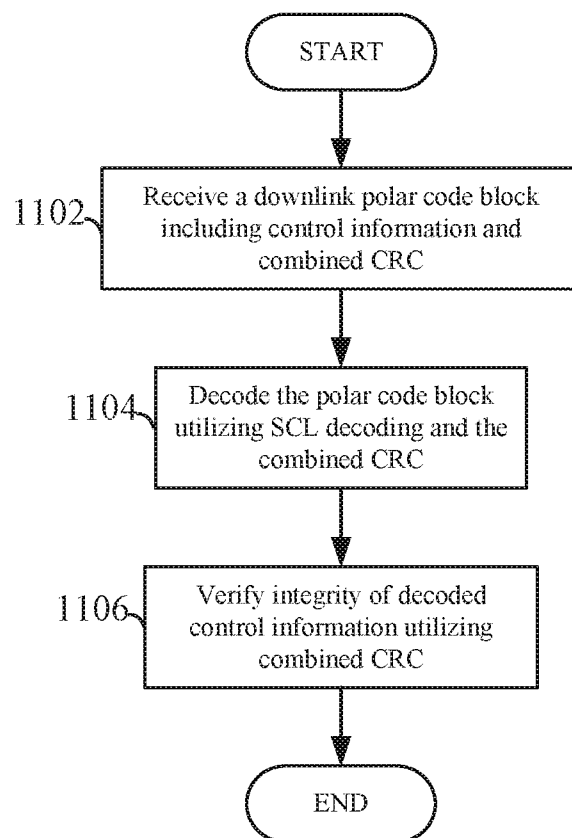 START
1102
Receive a downlink polar code block
including control information and
combined CRC
1104
Decode the polar code block
utilizing SCL decoding and the
combined CRC
1106
Verify integrity of decoded
control information utilizing
combined CRC
END